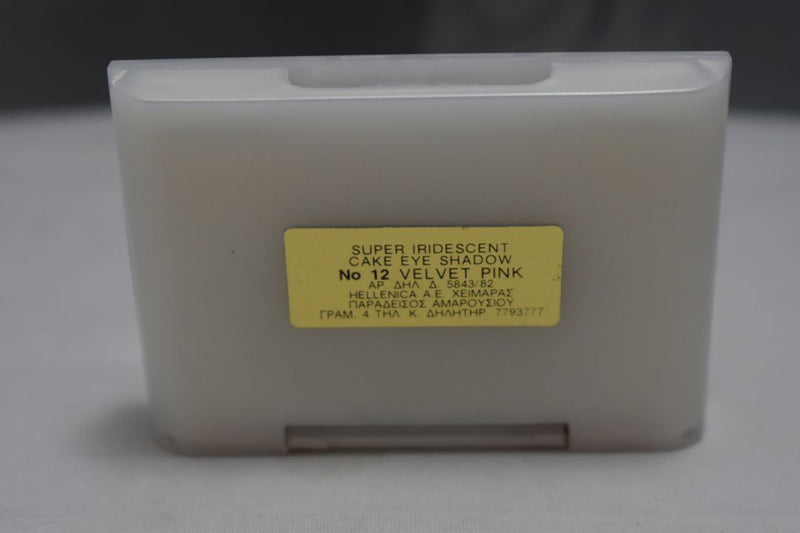 SUPER IRIDESCENT
CAKE EYE SHADOW
No 12 VELVET PINK
ΑΡ. ΔΗΛ. Δ. 5843/82
HELLENICA A.E. ΧΕΙΜΑΡΑΣ
ΠΑΡΑΔΕΙΣΟΣ ΑΜΑΡΟΥΣΙΟΥ
ΓΡΑΜ. 4 ΤΗΛ. Κ. ΔΗΛΗΤΗΡ. 7793777